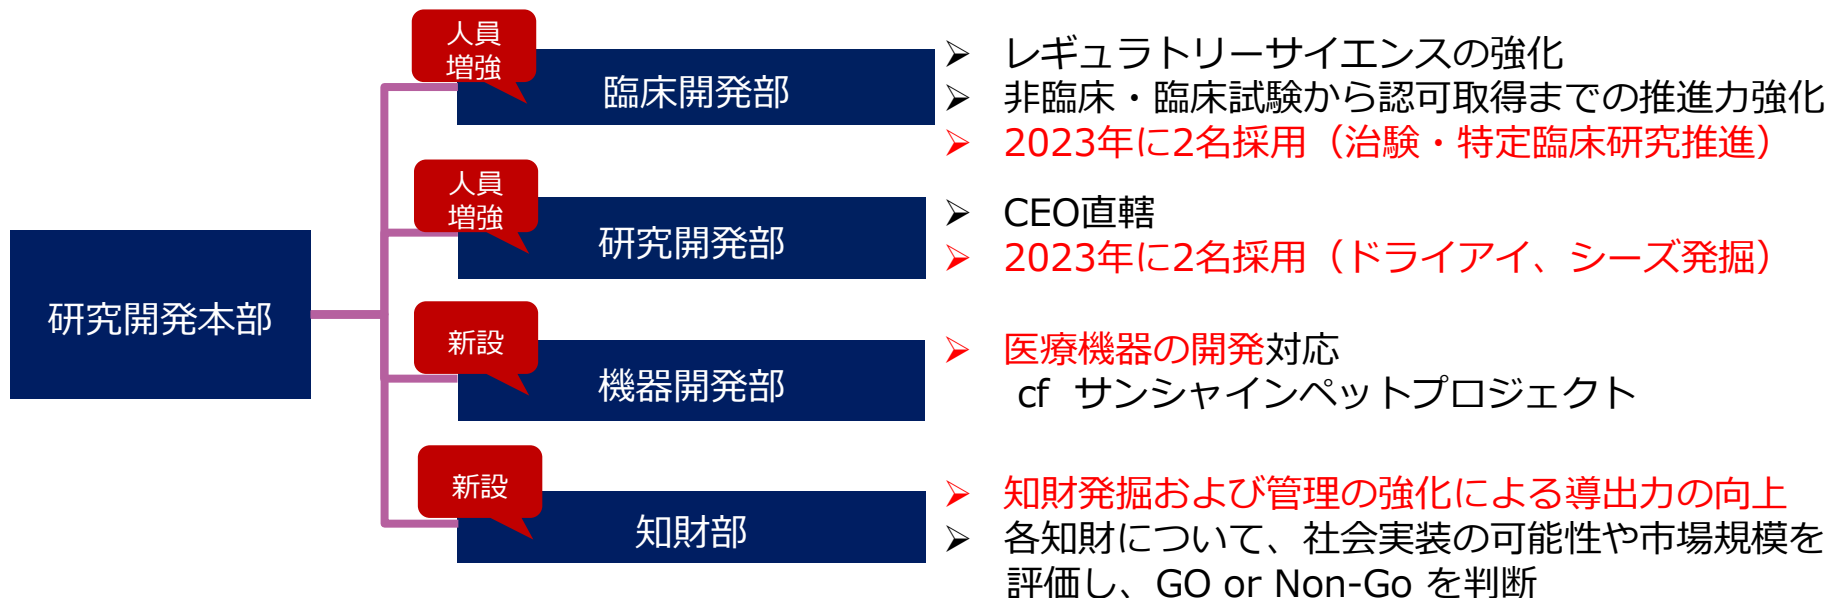 人員
増強
臨床開発部
➢ レギュラトリーサイエンスの強化
➢ 非臨床・臨床試験から認可取得までの推進力強化
➢ 2023年に2名採用（治験・特定臨床研究推進）
人員
増強
研究開発部
➢ CEO直轄
➢ 2023年に2名採用（ドライアイ、シーズ発掘）
研究開発本部
新設
機器開発部
➢ 医療機器の開発対応
cf サンシャインペットプロジェクト
新設
知財部
➢ 知財発掘および管理の強化による導出力の向上
➢ 各知財について、社会実装の可能性や市場規模を
評価し、GO or Non-Go を判断